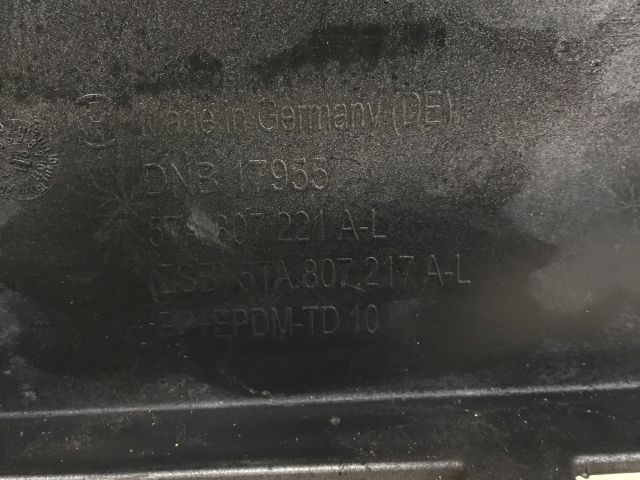 Made in Germany (DE)
DNB 17955
5TA.807.221 A-L
(ZSB) 5TA.807.217 A-L
PP+EPDM-TD 10